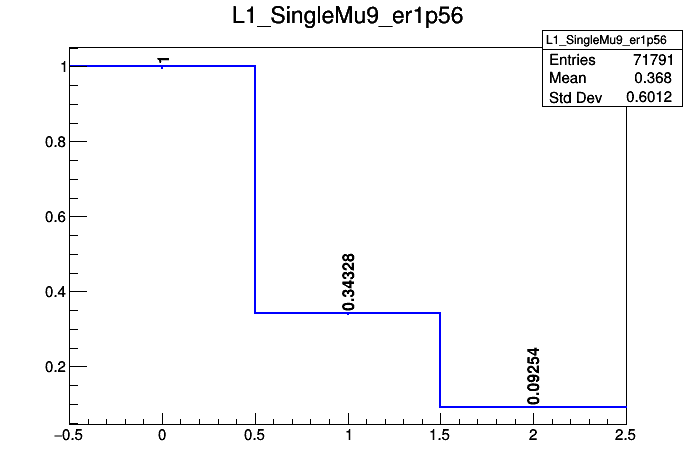 L1_SingleMu9_er1p56
L1_SingleMu9_er1p56
Entries 71791
Mean 0.368
Std Dev 0.6012
1
0.8
0.6
0.4
0.2
1
0.34328
0.09254
−0.5 0 0.5 1 1.5 2 2.5